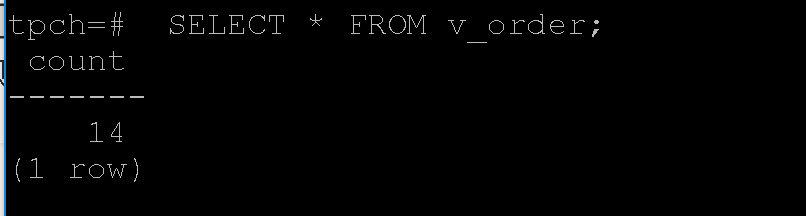 tpch=#  SELECT * FROM v_order;
 count
-------
    14
(1 row)